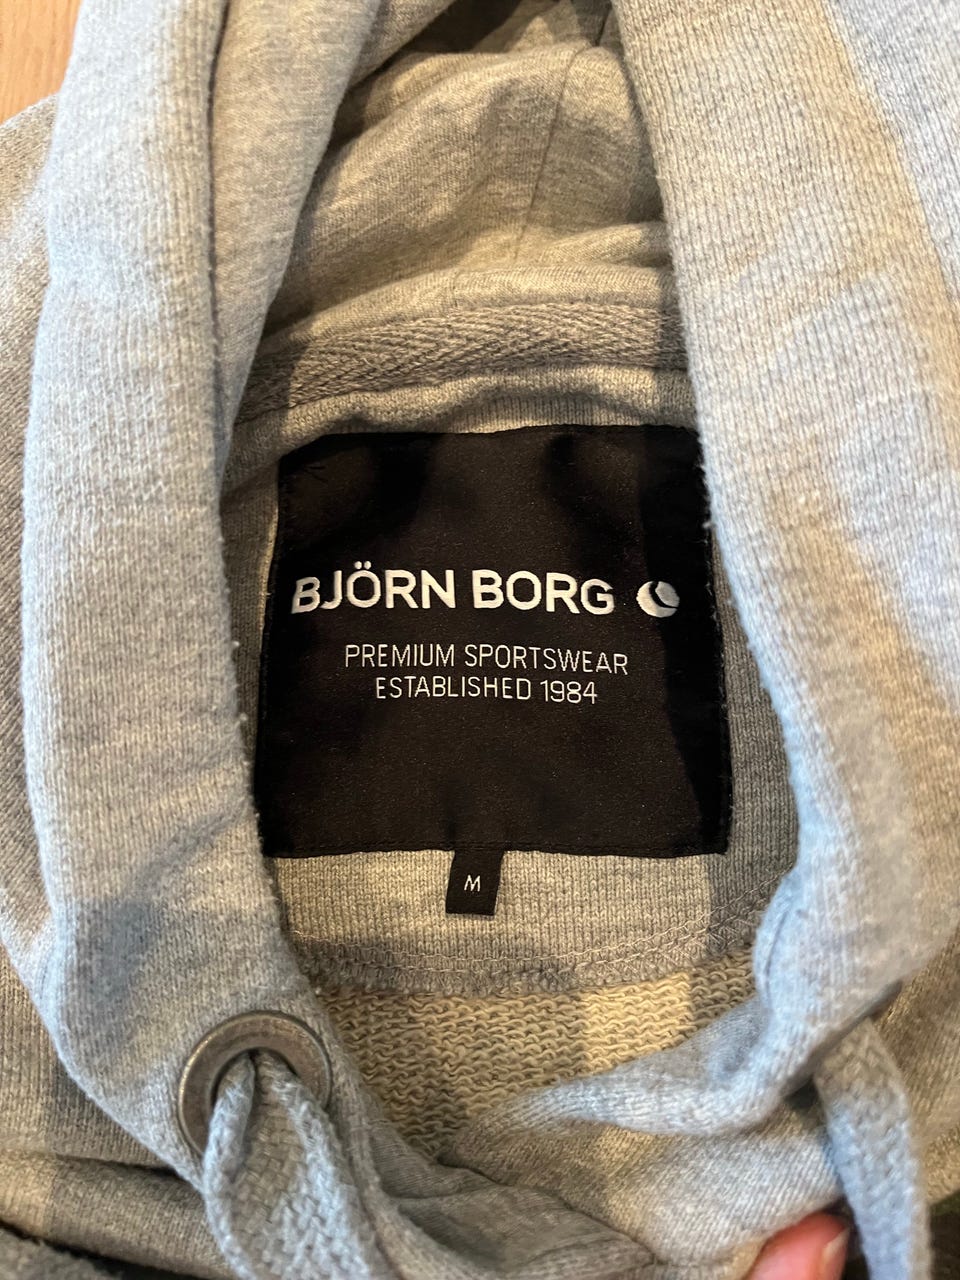 BJÖRN BORG
PREMIUM SPORTSWEAR
ESTABLISHED 1984
M